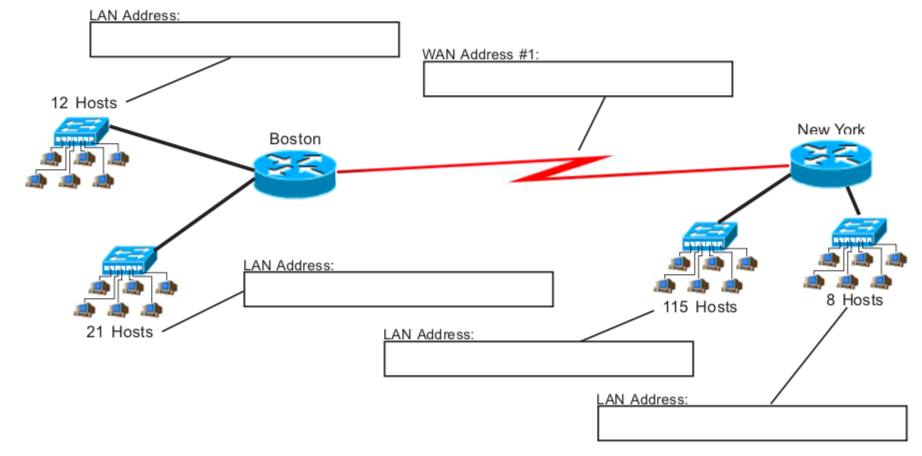 LAN Address:
WAN Address #1:
12 Hosts
Boston
New York
LAN Address:
21 Hosts
115 Hosts
8 Hosts
LAN Address:
LAN Address: